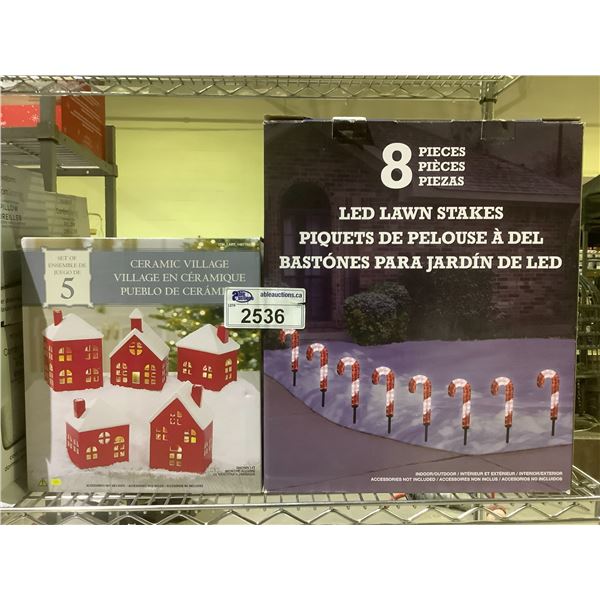 SET OF
ENSEMBLE DE
JUEGO DE
5
CERAMIC VILLAGE
VILLAGE EN CÉRAMIQUE
PUEBLO DE CERÁMI
ableauctions.ca
LOT#
2536
8
PIECES
PIÈCES
PIEZAS
LED LAWN STAKES
PIQUETS DE PELOUSE À DEL
BASTÓNES PARA JARDÍN DE LED
INDOOR/OUTDOOR / INTÉRIEUR ET EXTÉRIEUR / INTERIOR/EXTERIOR
ACCESSORIES NOT INCLUDED / ACCESSOIRES NON INCLUS / ACCESORIOS NO INCLUIDOS